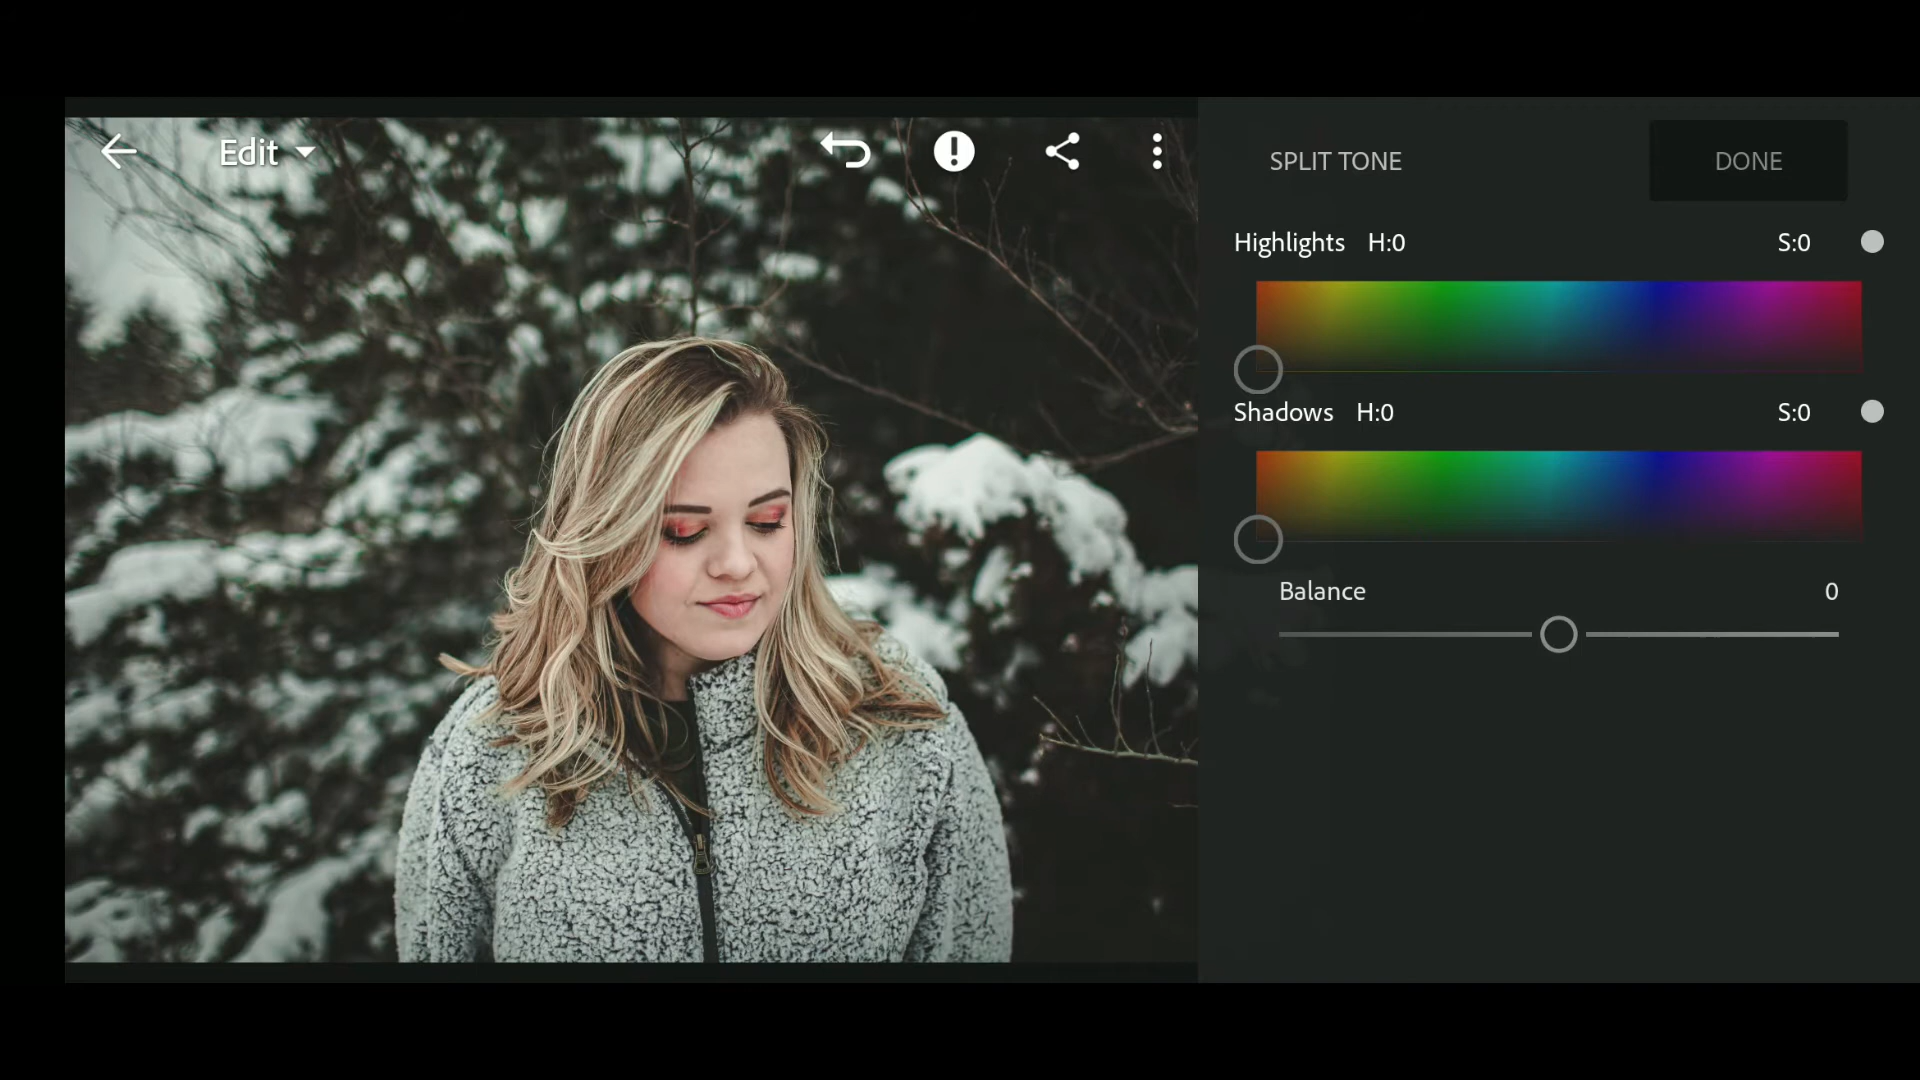 Edit
SPLIT TONE
DONE
Highlights H:0 S:0
Shadows H:0 S:0
Balance 0